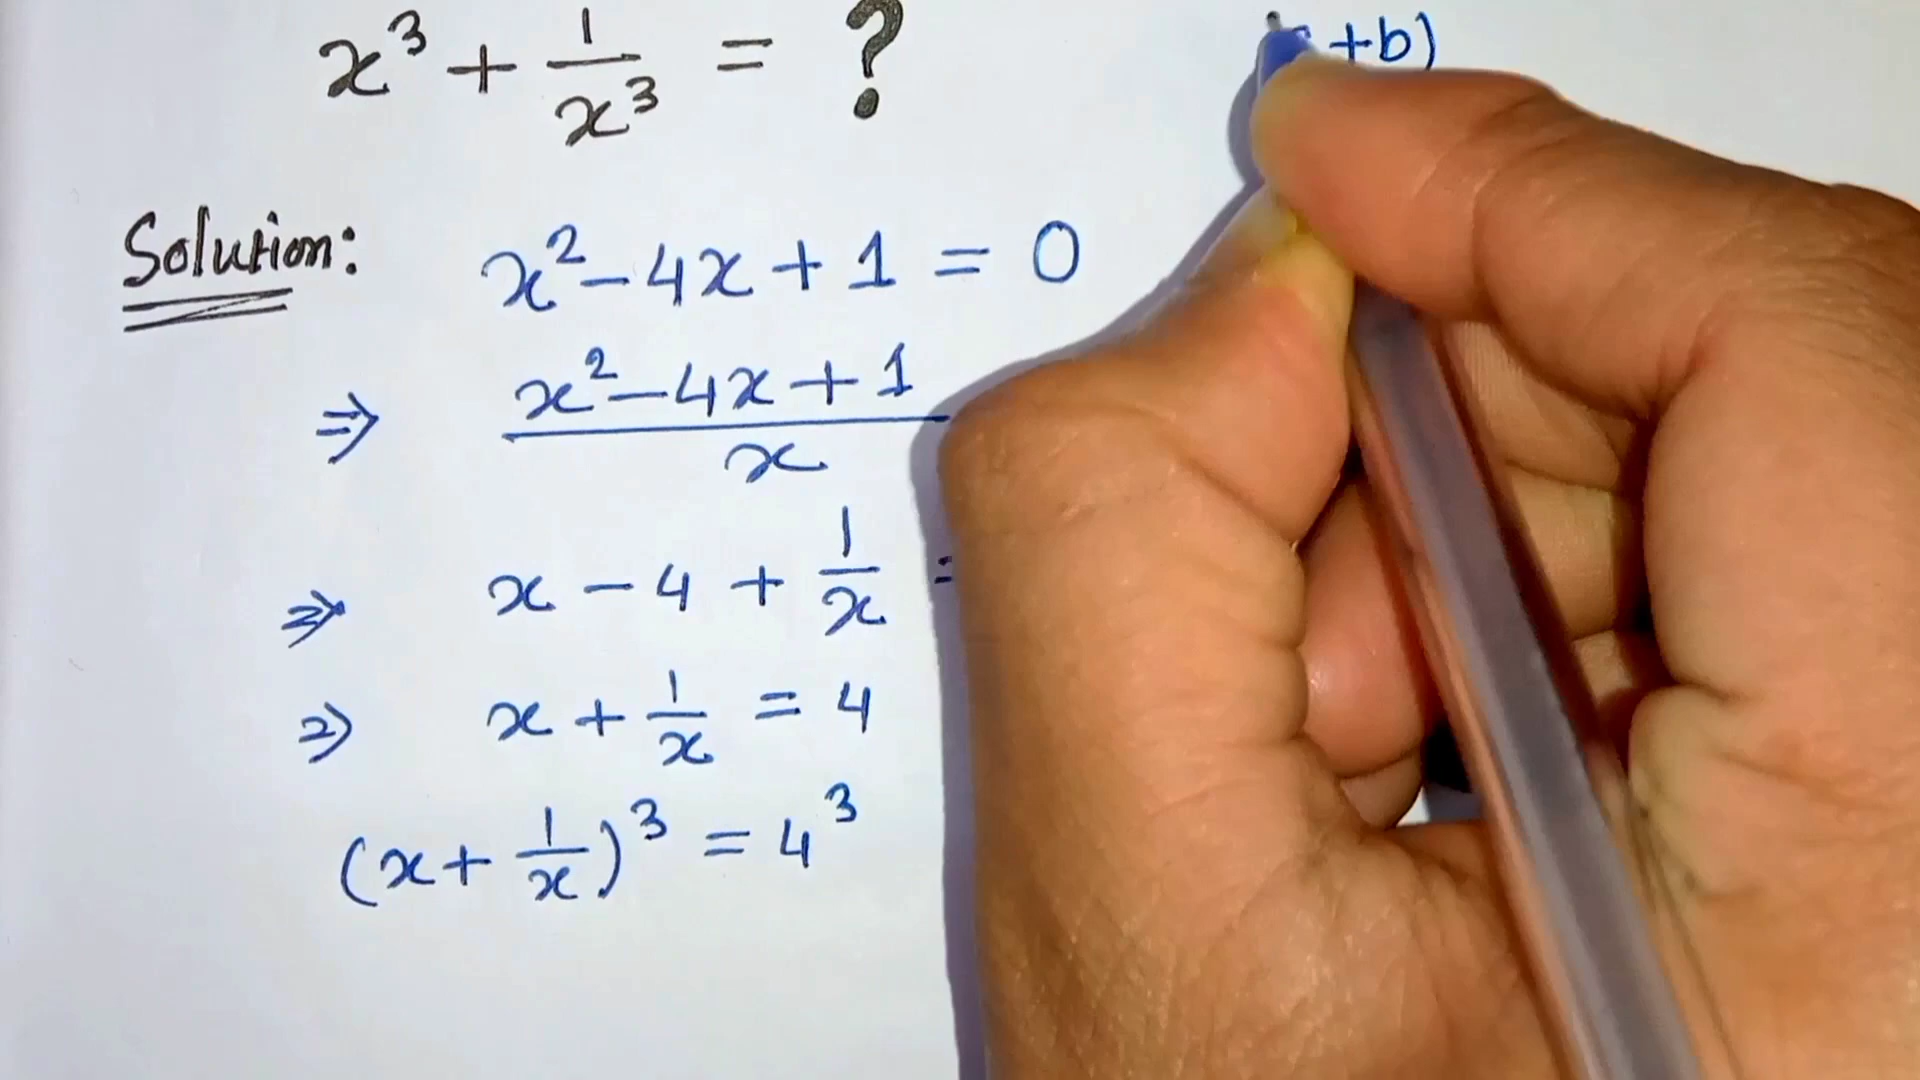 x³ + 1/x³ = ?
+b)
Solution: x² - 4x + 1 = 0
⇒ x² - 4x + 1 / x
⇒ x - 4 + 1/x =
⇒ x + 1/x = 4
(x + 1/x)³ = 4³